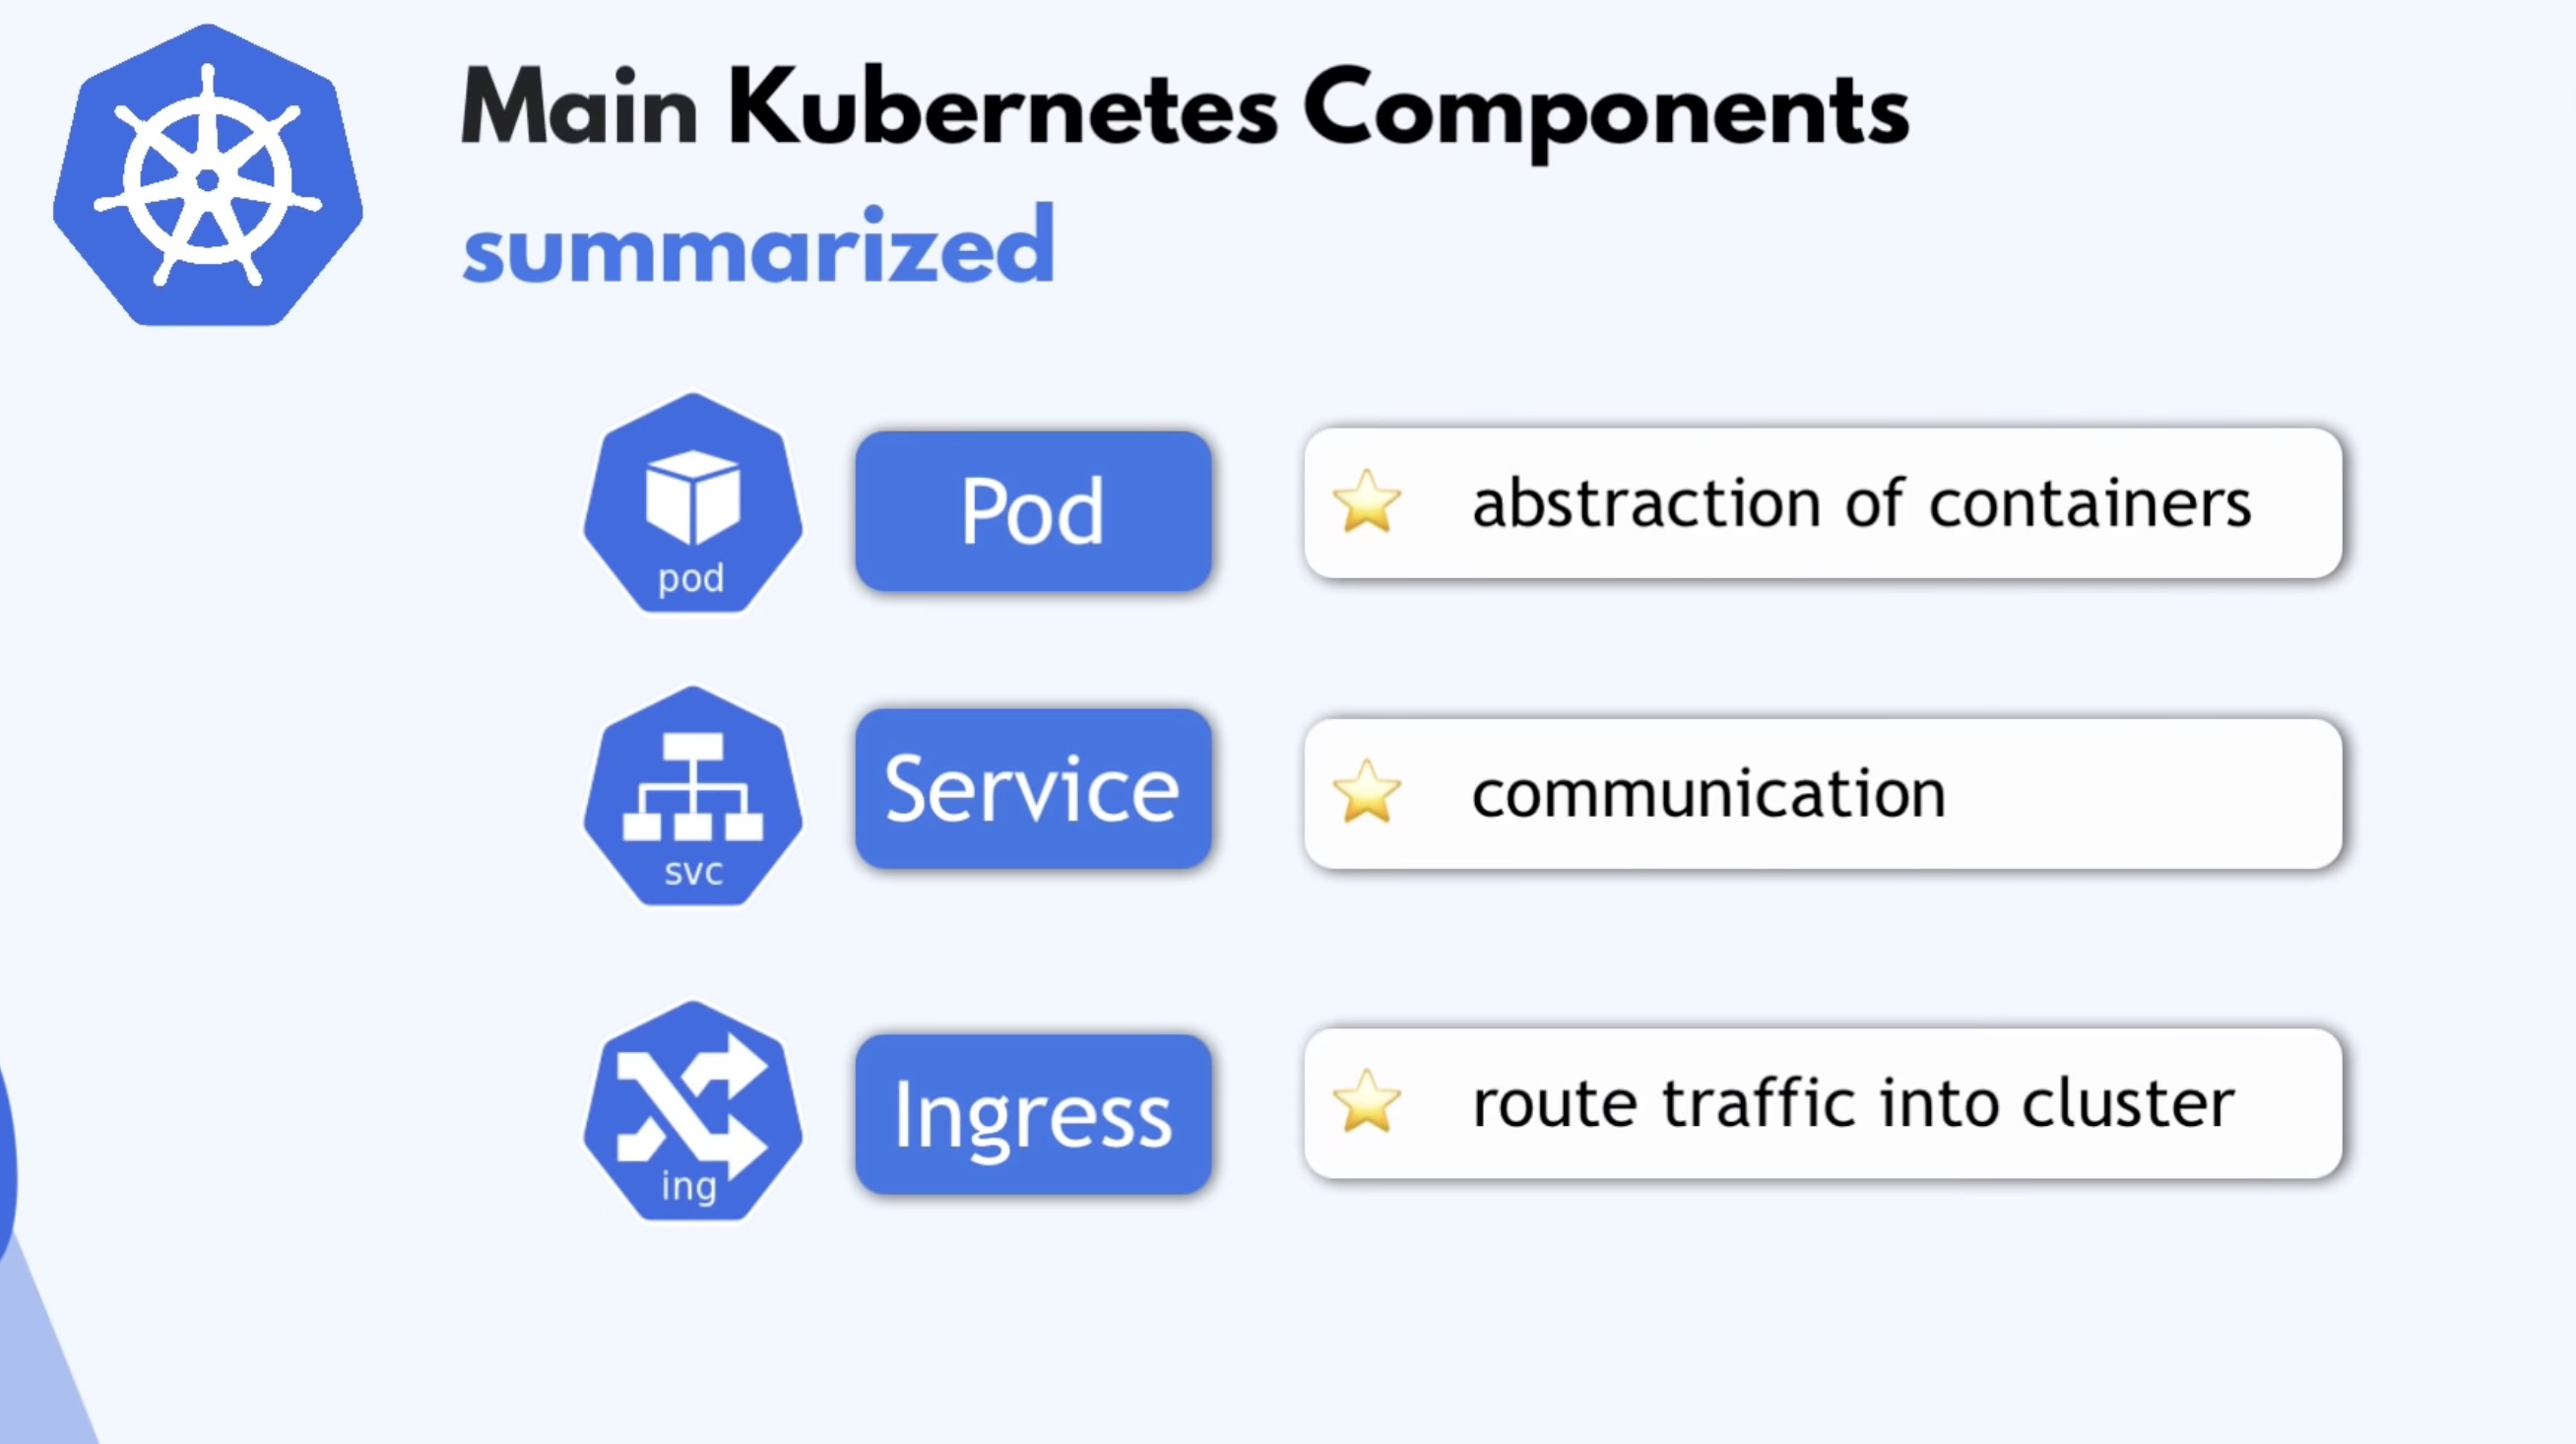 Main Kubernetes Components
summarized
pod
Pod
abstraction of containers
svc
Service
communication
ing
Ingress
route traffic into cluster